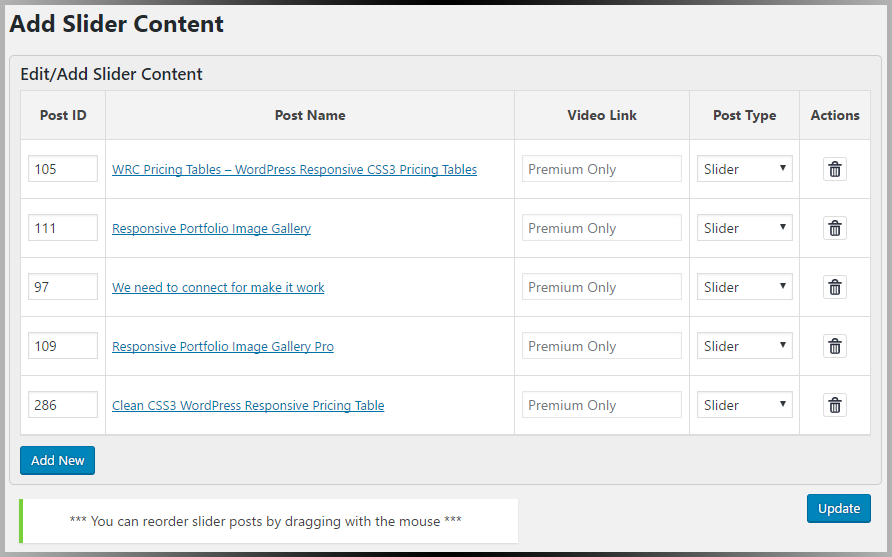 Add Slider Content
Edit/Add Slider Content
Post ID Post Name Video Link Post Type Actions
105 WRC Pricing Tables – WordPress Responsive CSS3 Pricing Tables Premium Only Slider
111 Responsive Portfolio Image Gallery Premium Only Slider
97 We need to connect for make it work Premium Only Slider
109 Responsive Portfolio Image Gallery Pro Premium Only Slider
286 Clean CSS3 WordPress Responsive Pricing Table Premium Only Slider
Add New
*** You can reorder slider posts by dragging with the mouse ***
Update